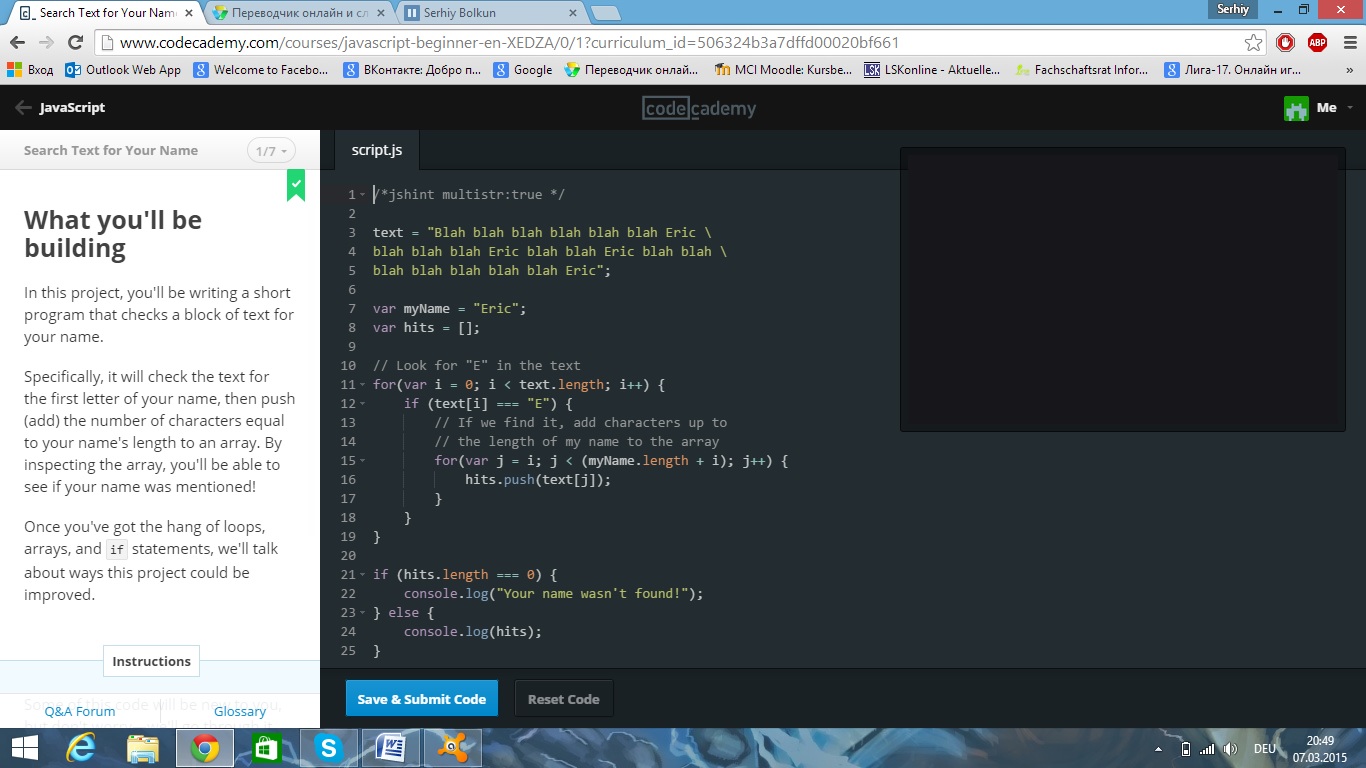 Search Text for Your Nam
Переводчик онлайн и сл
Serhiy Bolkun
Serhiy
www.codecademy.com/courses/javascript-beginner-en-XEDZA/0/1?curriculum_id=506324b3a7dffd00020bf661
ABP
Вход
Outlook Web App
Welcome to Facebo...
ВКонтакте: Добро п...
Google
Переводчик онлай...
MCI Moodle: Kursbe...
LSKonline - Aktuelle...
Fachschaftsrat Infor...
Лига-17. Онлайн иг...
»
JavaScript
codecademy
Me
Search Text for Your Name
1/7
What you'll be
building
In this project, you'll be writing a short
program that checks a block of text for
your name.
Specifically, it will check the text for
the first letter of your name, then push
(add) the number of characters equal
to your name's length to an array. By
inspecting the array, you'll be able to
see if your name was mentioned!
Once you've got the hang of loops,
arrays, and if statements, we'll talk
about ways this project could be
improved.
Instructions
Some of this code will be new to you,
Q&A Forum
Glossary
script.js
1 /*jshint multistr:true */
2
3 text = "Blah blah blah blah blah blah Eric \
4 blah blah blah Eric blah blah Eric blah blah \
5 blah blah blah blah blah Eric";
6
7 var myName = "Eric";
8 var hits = [];
9
10 // Look for "E" in the text
11 for(var i = 0; i < text.length; i++) {
12 if (text[i] === "E") {
13 // If we find it, add characters up to
14 // the length of my name to the array
15 for(var j = i; j < (myName.length + i); j++) {
16 hits.push(text[j]);
17 }
18 }
19 }
20
21 if (hits.length === 0) {
22 console.log("Your name wasn't found!");
23 } else {
24 console.log(hits);
25 }
Save & Submit Code
Reset Code
DEU
20:49
07.03.2015